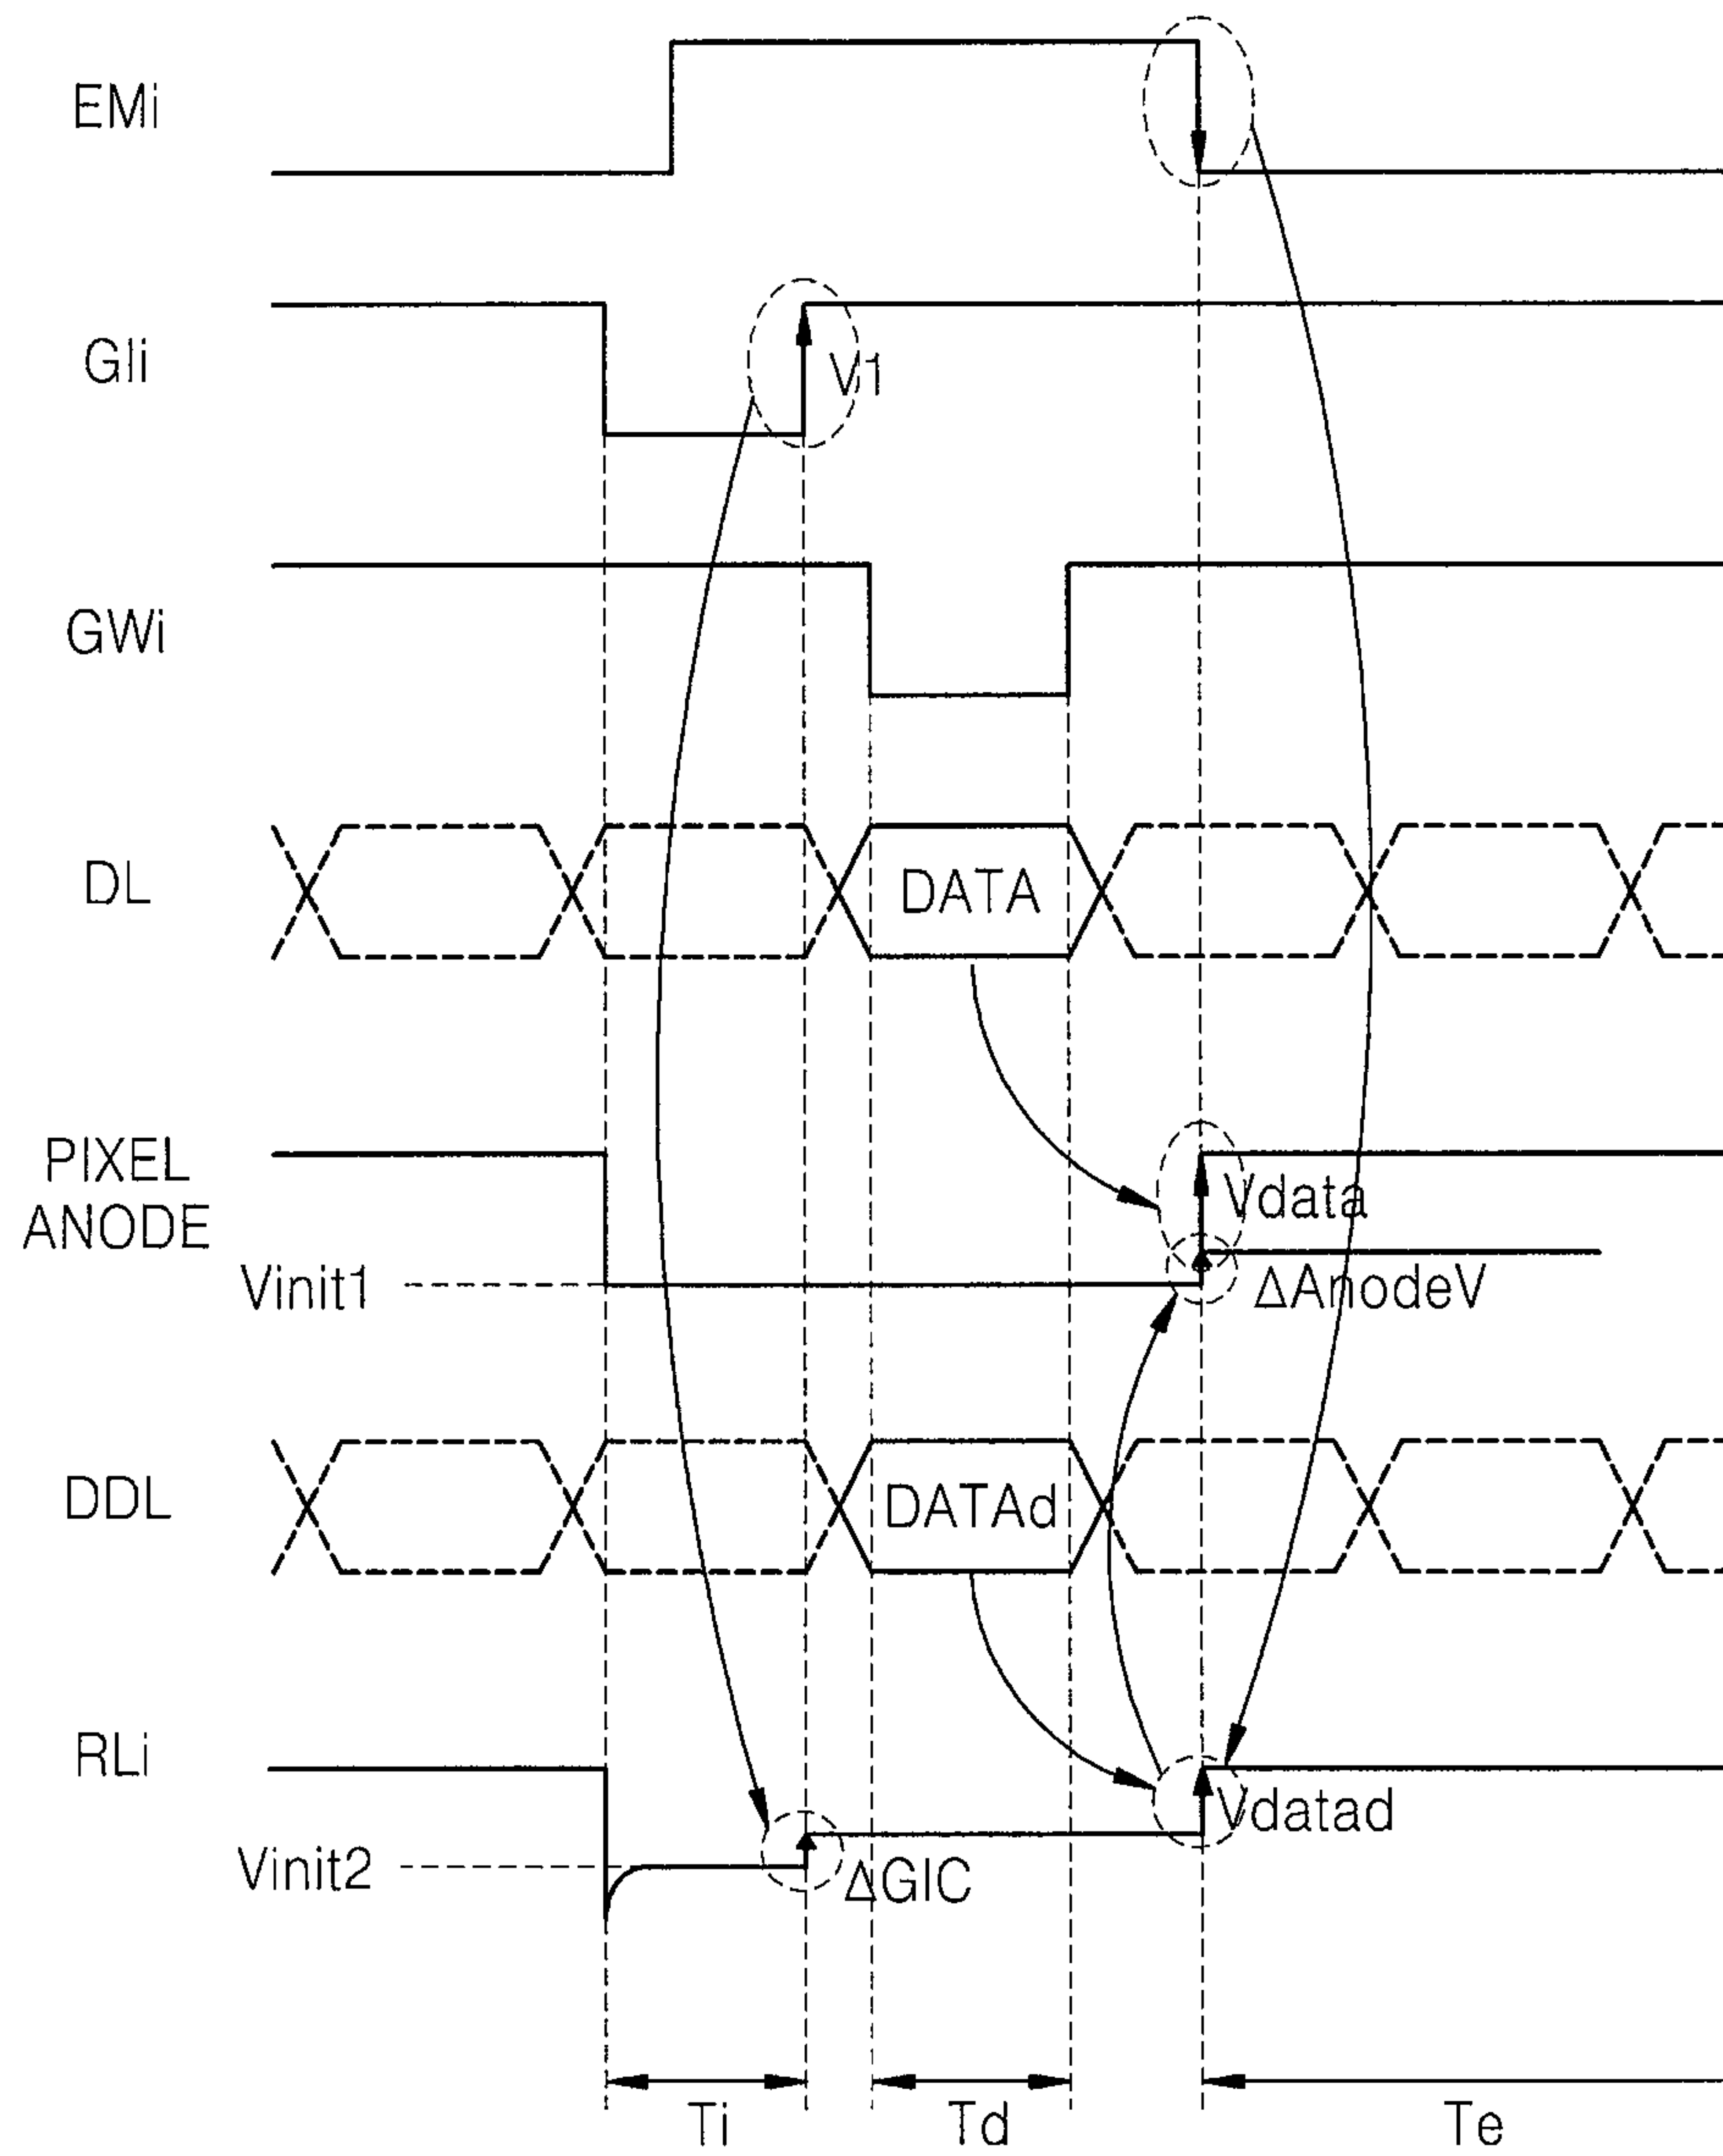 EMi
GIi
V1
GWi
DL
DATA
PIXEL
ANODE
Vdata
Vinit1
ΔAnodeV
DDL
DATAd
RLi
Vdatad
Vinit2
ΔGIC
Ti
Td
Te